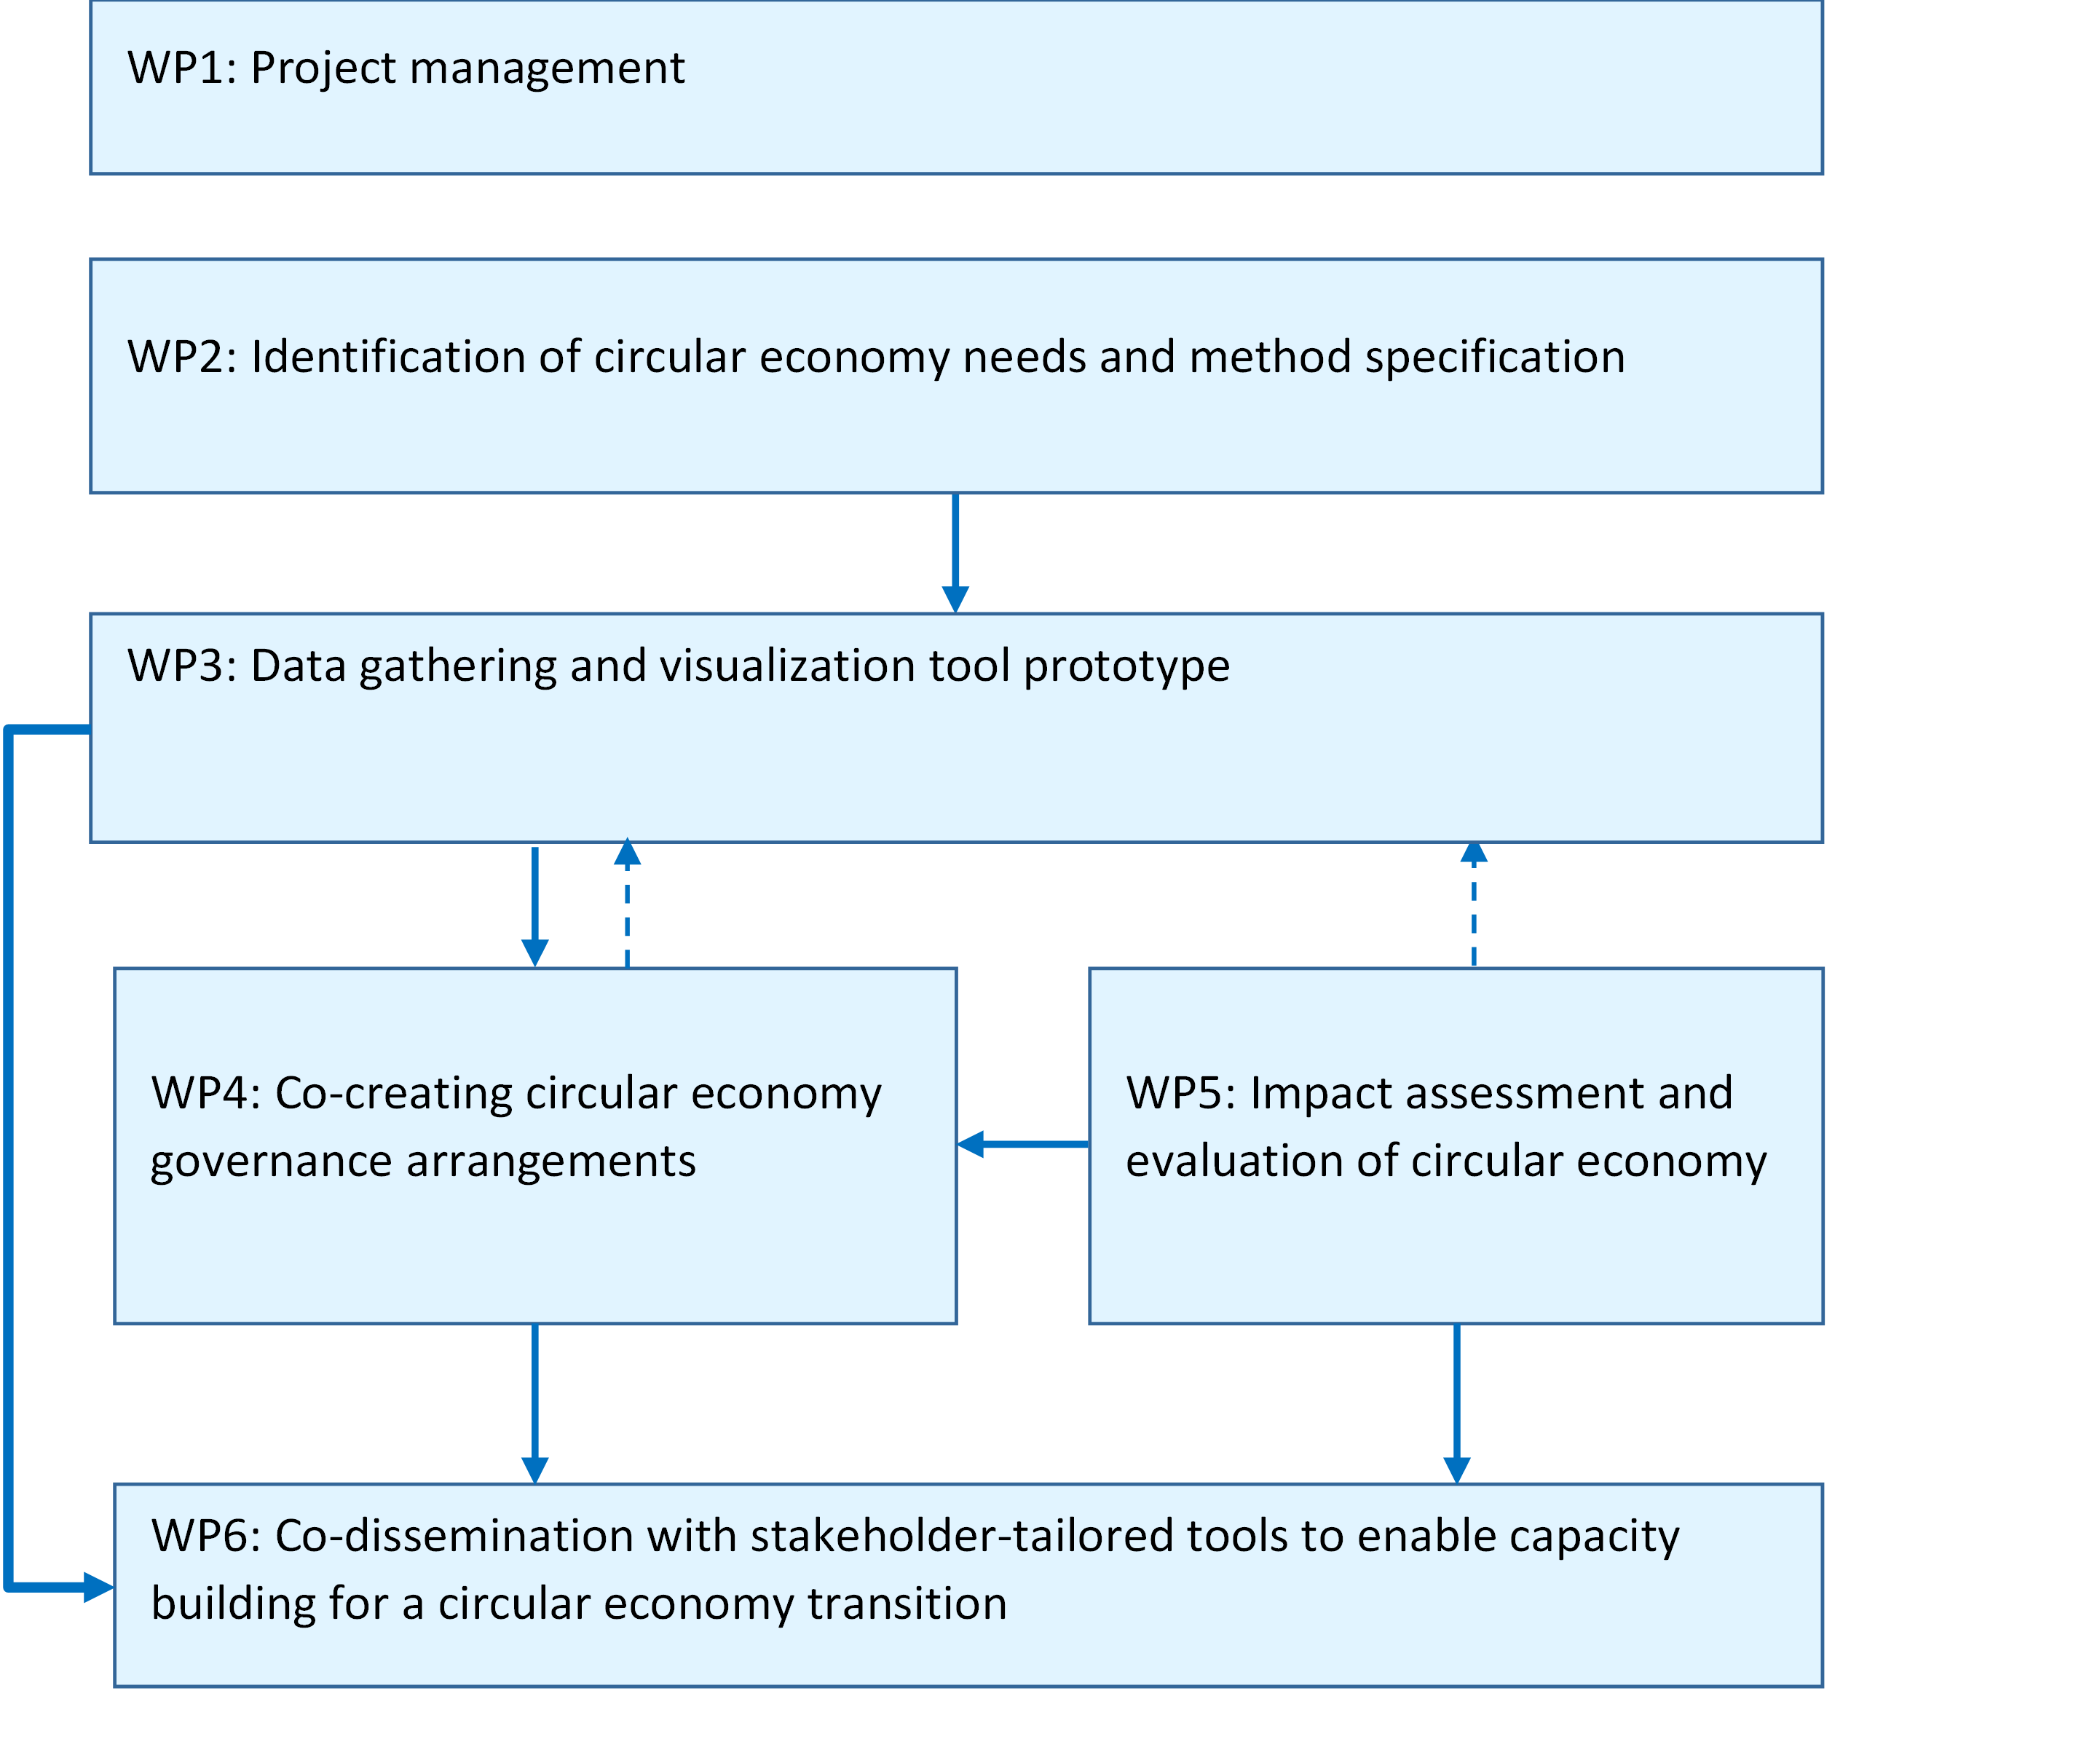 WP1: Project management
WP2: Identification of circular economy needs and method specification
WP3: Data gathering and visualization tool prototype
WP4: Co-creating circular economy
governance arrangements
WP5: Impact assessment and
evaluation of circular economy
WP6: Co-dissemination with stakeholder-tailored tools to enable capacity
building for a circular economy transition